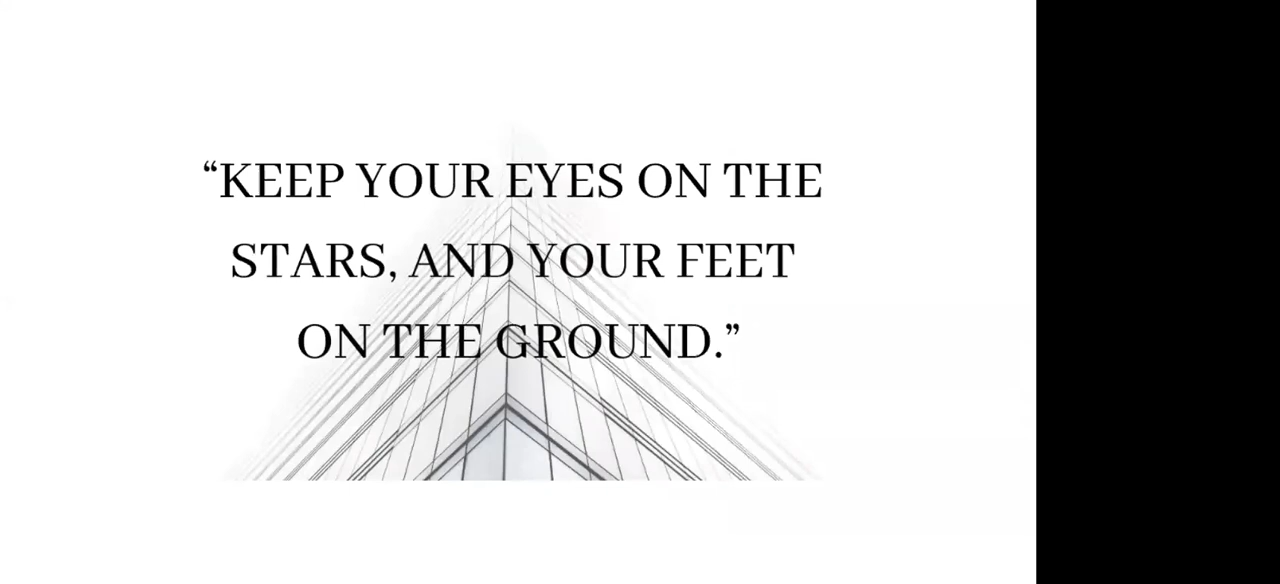 “KEEP YOUR EYES ON THE
STARS, AND YOUR FEET
ON THE GROUND.”